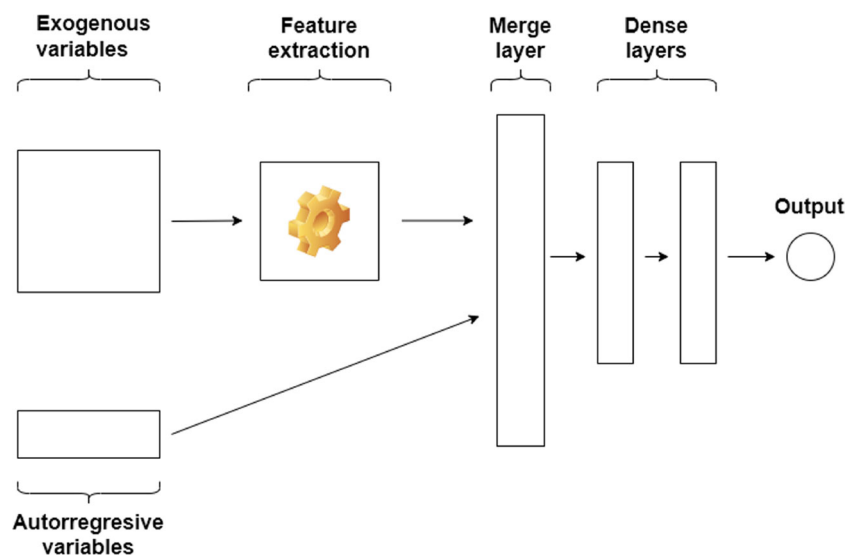 Exogenous
variables
Feature
extraction
Merge
layer
Dense
layers
Output
Autorregresive
variables